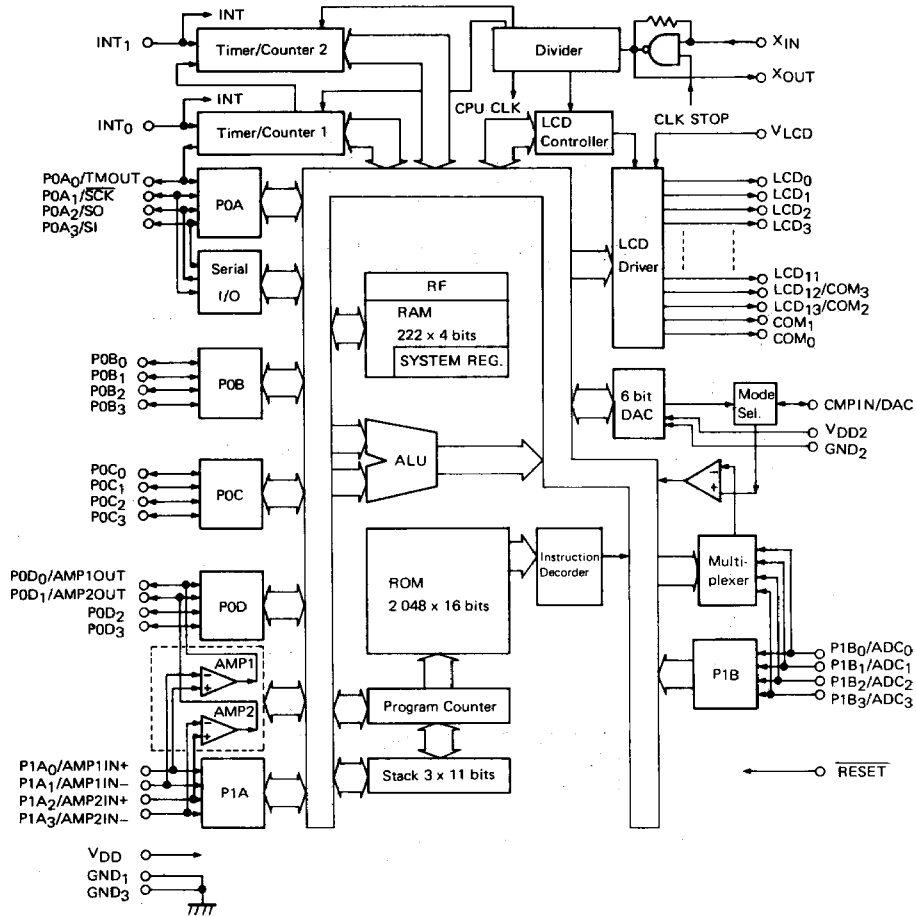 INT
INT1
Timer/Counter 2
Divider
XIN
XOUT
CPU CLK
CLK STOP
INT
INT0
Timer/Counter 1
LCD
Controller
VLCD
P0A0/TMOUT
P0A1/SCK
P0A2/SO
P0A3/SI
P0A
LCD
Driver
LCD0
LCD1
LCD2
LCD3
LCD11
LCD12/COM3
LCD13/COM2
COM1
COM0
Serial
I/O
RF
RAM
222 x 4 bits
SYSTEM REG.
P0B0
P0B1
P0B2
P0B3
P0B
6 bit
DAC
Mode
Sel.
CMPIN/DAC
VDD2
GND2
ALU
P0C0
P0C1
P0C2
P0C3
P0C
−
+
ROM
2 048 x 16 bits
Instruction
Decorder
Multi-
plexer
P0D0/AMP1OUT
P0D1/AMP2OUT
P0D2
P0D3
P0D
P1B
P1B0/ADC0
P1B1/ADC1
P1B2/ADC2
P1B3/ADC3
AMP1
−
+
AMP2
−
+
Program Counter
Stack 3 x 11 bits
P1A0/AMP1IN+
P1A1/AMP1IN−
P1A2/AMP2IN+
P1A3/AMP2IN−
P1A
RESET
VDD
GND1
GND3